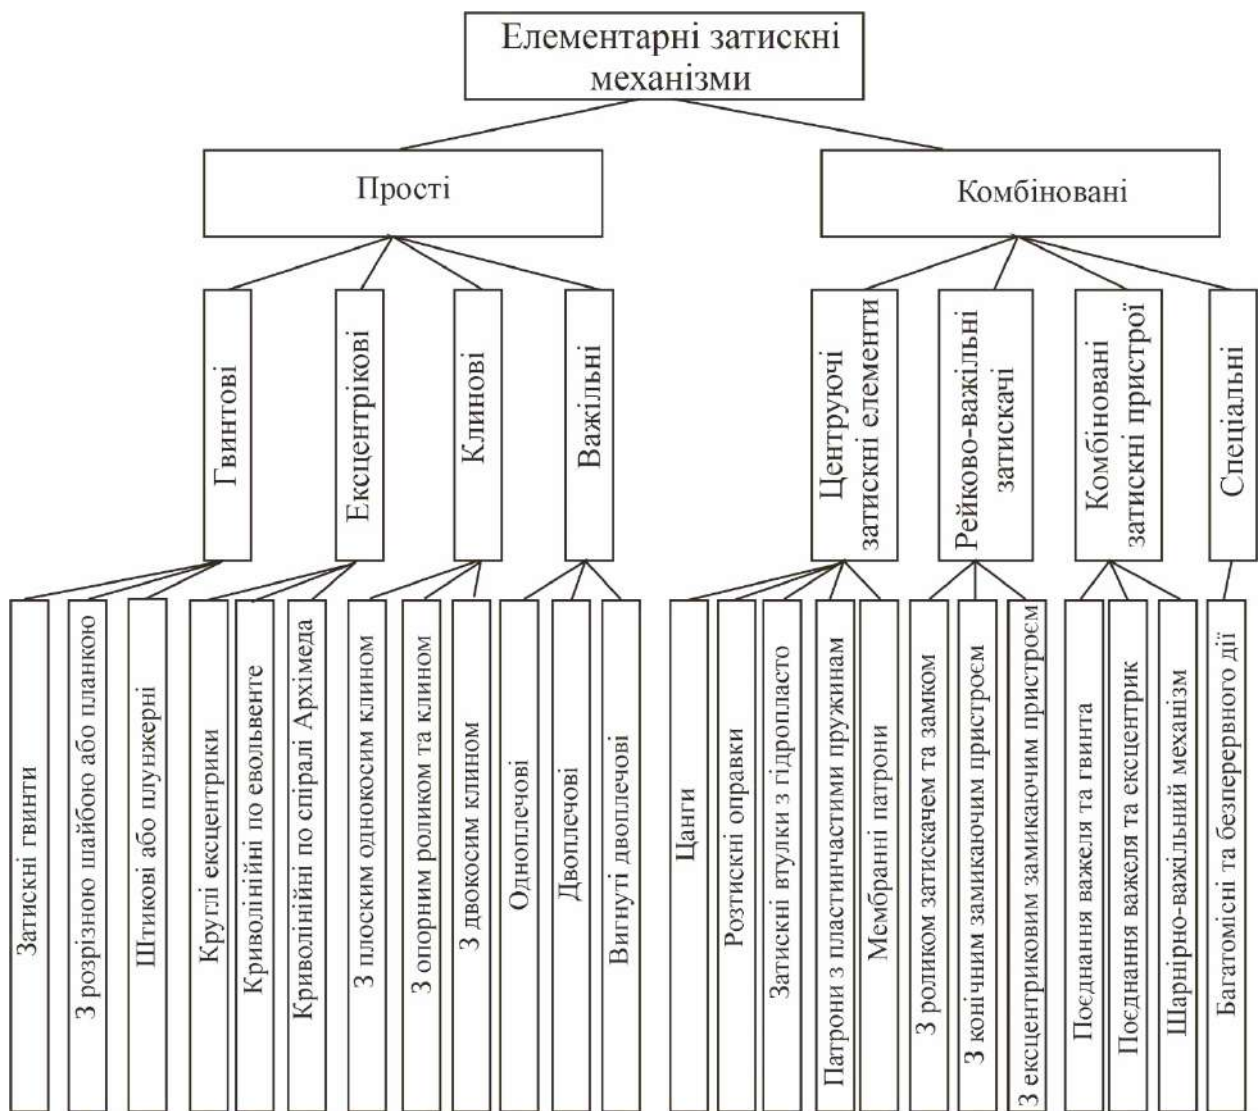 Елементарні затискні
механізми
Прості
Комбіновані
Гвинтові
Ексцентрікові
Клинові
Важільні
Центруючі
затискні елементи
Рейково-важільні
затискачі
Комбіновані
затискні пристрої
Спеціальні
Затискні гвинти
З розрізною шайбою або планкою
Штикові або плунжерні
Круглі ексцентрики
Криволінійні по евольвенте
Криволінійні по спіралі Архімеда
З плоским однокосим клином
З опорним роликом та клином
З двокосим клином
Одноплечові
Двоплечові
Вигнуті двоплечові
Цанги
Розтискні оправки
Затискні втулки з гідропласто
Патрони з пластинчастими пружинам
Мембранні патрони
З роликом затискачем та замком
З конічним замикаючим пристроєм
З ексцентриковим замикаючим пристроєм
Поєднання важеля та гвинта
Поєднання важеля та ексцентрик
Шарнірно-важільний механізм
Багатомісні та безперервного дії